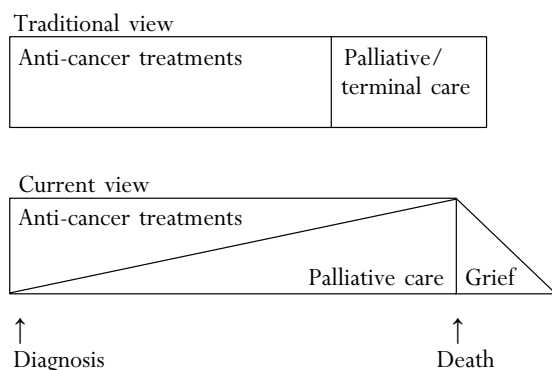 Traditional view
Anti-cancer treatments
Palliative/
terminal care
Current view
Anti-cancer treatments
Palliative care
Grief
↑
↑
Diagnosis
Death